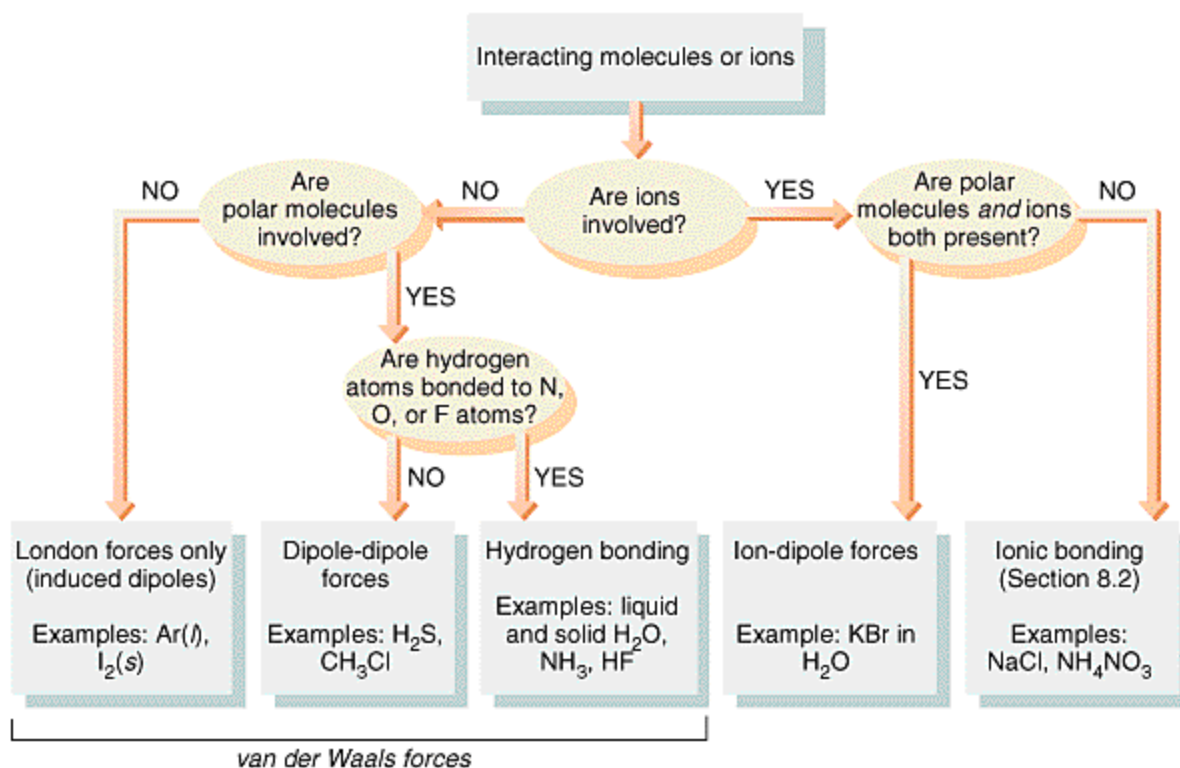 Interacting molecules or ions
NO
Are
polar molecules
involved?
NO
Are ions
involved?
YES
Are polar
molecules and ions
both present?
NO
YES
Are hydrogen
atoms bonded to N,
O, or F atoms?
YES
NO
YES
London forces only
(induced dipoles)
Examples: Ar(l),
I₂(s)
Dipole-dipole
forces
Examples: H₂S,
CH₃Cl
Hydrogen bonding
Examples: liquid
and solid H₂O,
NH₃, HF
Ion-dipole forces
Example: KBr in
H₂O
Ionic bonding
(Section 8.2)
Examples:
NaCl, NH₄NO₃
van der Waals forces